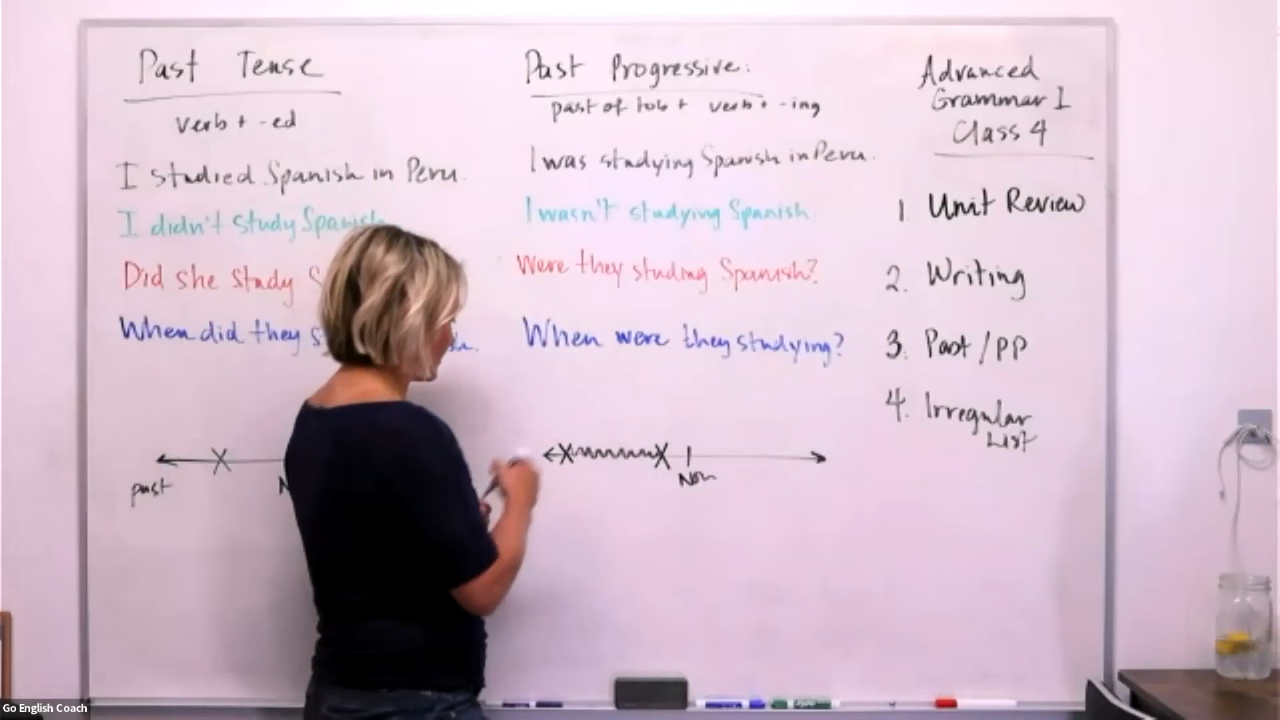 Past Tense
verb + -ed
I studied Spanish in Peru.
I didn't study Spanish
Did she study
When did they
past
Past Progressive:
past of tob + verb + -ing
I was studying Spanish in Peru.
I wasn't studying Spanish
Were they studing Spanish?
When were they studying?
Now
Advanced
Grammar I
Class 4
1 Unit Review
2. Writing
3. Past / PP
4. Irregular
List
Go English Coach